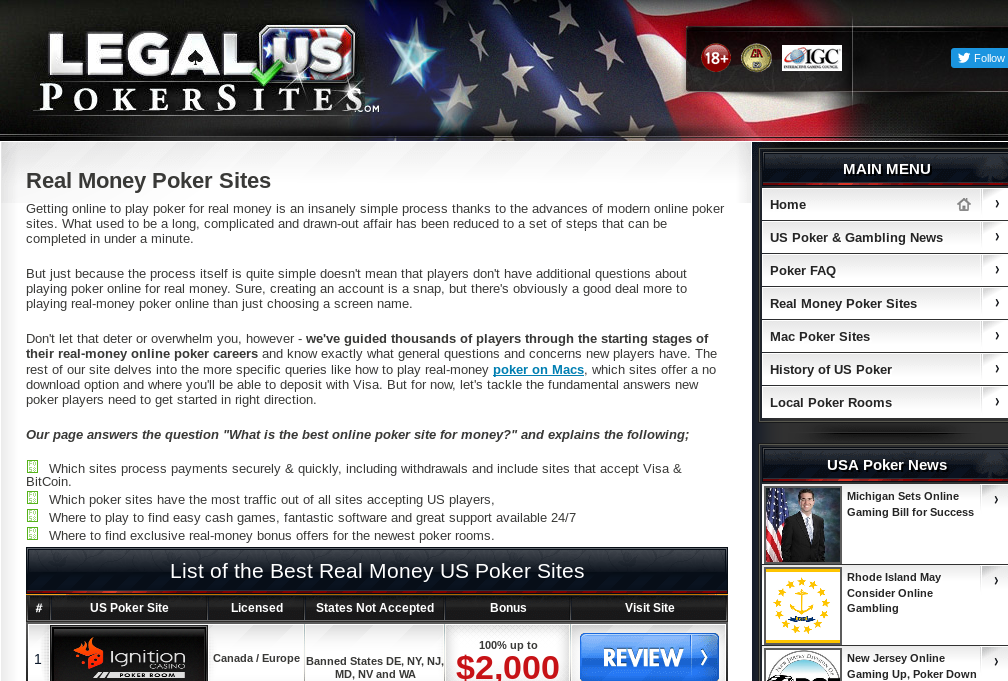 LEGAL US
POKERSITES.COM
18+
IGC
INTERACTIVE GAMING COUNCIL
Follow
Real Money Poker Sites
Getting online to play poker for real money is an insanely simple process thanks to the advances of modern online poker
sites. What used to be a long, complicated and drawn-out affair has been reduced to a set of steps that can be
completed in under a minute.
But just because the process itself is quite simple doesn't mean that players don't have additional questions about
playing poker online for real money. Sure, creating an account is a snap, but there's obviously a good deal more to
playing real-money poker online than just choosing a screen name.
Don't let that deter or overwhelm you, however - we've guided thousands of players through the starting stages of
their real-money online poker careers and know exactly what general questions and concerns new players have. The
rest of our site delves into the more specific queries like how to play real-money poker on Macs, which sites offer a no
download option and where you'll be able to deposit with Visa. But for now, let's tackle the fundamental answers new
poker players need to get started in right direction.
Our page answers the question "What is the best online poker site for money?" and explains the following;
Which sites process payments securely & quickly, including withdrawals and include sites that accept Visa &
BitCoin.
Which poker sites have the most traffic out of all sites accepting US players,
Where to play to find easy cash games, fantastic software and great support available 24/7
Where to find exclusive real-money bonus offers for the newest poker rooms.
List of the Best Real Money US Poker Sites
# US Poker Site Licensed States Not Accepted Bonus Visit Site
1
Ignition
CASINO
POKER ROOM
Canada / Europe
Banned States DE, NY, NJ,
MD, NV and WA
100% up to
$2,000
REVIEW
MAIN MENU
Home
US Poker & Gambling News
Poker FAQ
Real Money Poker Sites
Mac Poker Sites
History of US Poker
Local Poker Rooms
USA Poker News
Michigan Sets Online
Gaming Bill for Success
Rhode Island May
Consider Online
Gambling
New Jersey Online
Gaming Up, Poker Down